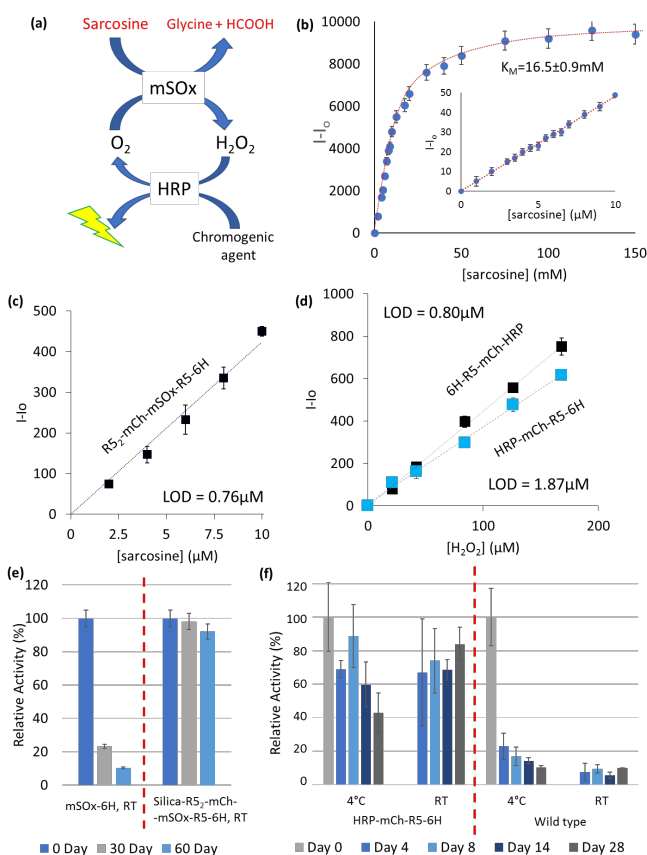 (a)
Sarcosine
Glycine + HCOOH
mSOx
O2
H2O2
HRP
Chromogenic
agent
(b)
10000
8000
6000
4000
2000
0
I-Io
KM=16.5±0.9mM
50
40
30
20
10
0
I-Io
0
10
[sarcosine] (μM)
0
25
50
75
100
125
150
[sarcosine] (mM)
(c)
500
400
300
200
100
0
I-Io
R52-mCh-mSOx-R5-6H
LOD = 0.76μM
2.5
5.0
7.5
10
[sarcosine] (μM)
(d)
1000
800
600
400
200
0
I-Io
LOD = 0.80μM
6H-R5-mCh-HRP
HRP-mCh-R5-6H
LOD = 1.87μM
0
100
200
[H2O2] (μM)
(e)
120
100
80
60
40
20
0
Relative Activity (%)
mSOx-6H, RT
Silica-R52-mCh-
-mSOx-R5-6H, RT
0 Day
30 Day
60 Day
(f)
120
100
80
60
40
20
0
Relative Activity (%)
4°C
RT
4°C
RT
HRP-mCh-R5-6H
Wild type
Day 0
Day 4
Day 8
Day 14
Day 28